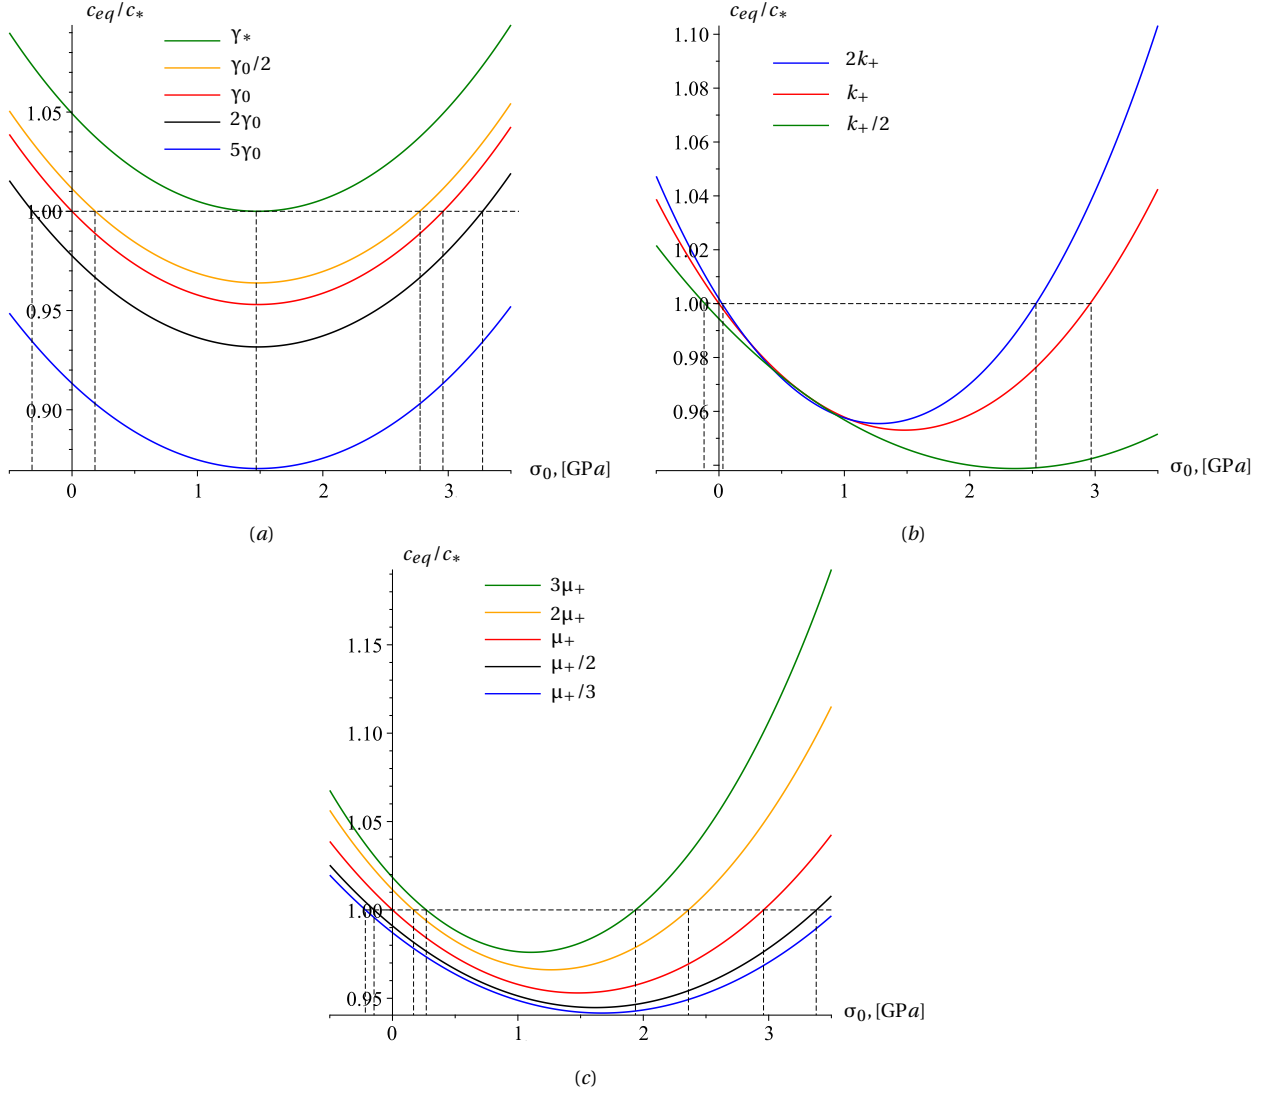 c_eq/c_*
γ_*
γ_0/2
γ_0
2γ_0
5γ_0
1.05
1.00
0.95
0.90
0 1 2 3
σ_0, [GPa]
(a)
c_eq/c_*
2k_+
k_+
k_+/2
1.10
1.08
1.06
1.04
1.02
1.00
0.98
0.96
0 1 2 3
σ_0, [GPa]
(b)
c_eq/c_*
3μ_+
2μ_+
μ_+
μ_+/2
μ_+/3
1.15
1.10
1.05
1.00
0.95
0 1 2 3
σ_0, [GPa]
(c)